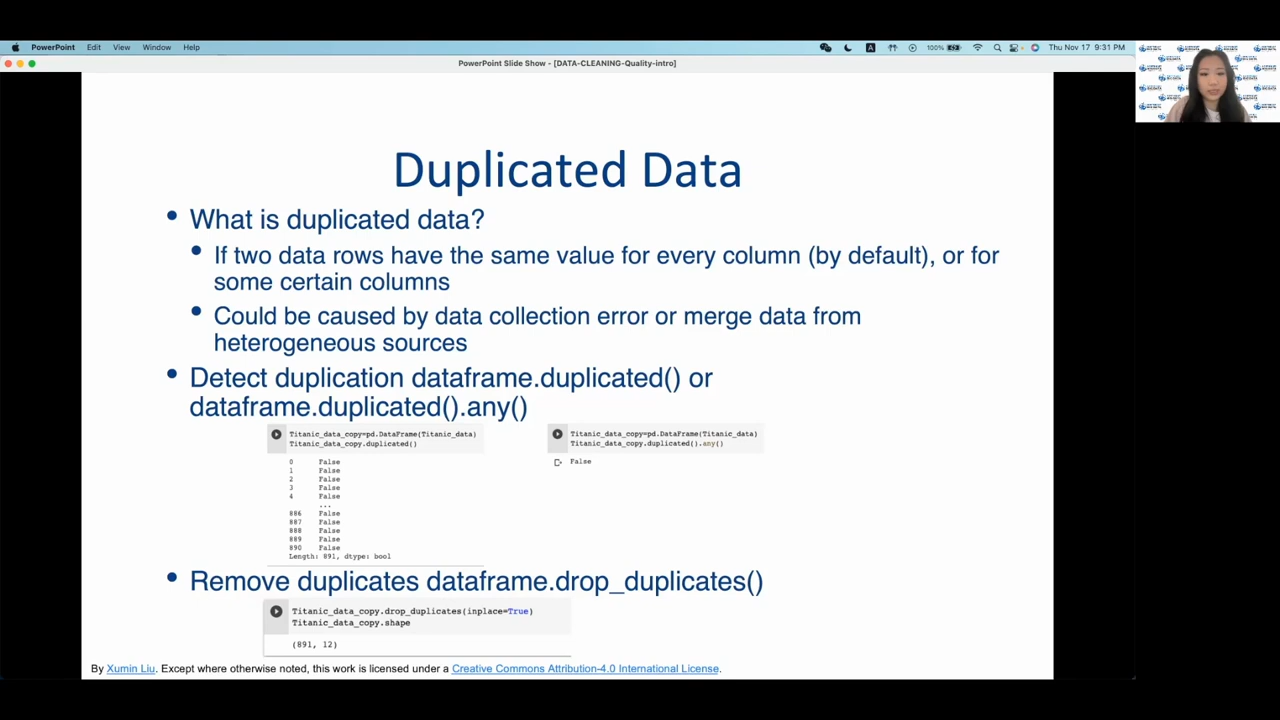 PowerPoint Edit View Window Help
100% Thu Nov 17 9:31 PM
PowerPoint Slide Show - [DATA-CLEANING-Quality-intro]
Duplicated Data
• What is duplicated data?
• If two data rows have the same value for every column (by default), or for
some certain columns
• Could be caused by data collection error or merge data from
heterogeneous sources
• Detect duplication dataframe.duplicated() or
dataframe.duplicated().any()
Titanic_data_copy=pd.DataFrame(Titanic_data)
Titanic_data_copy.duplicated()
0 False
1 False
2 False
3 False
4 False
...
886 False
887 False
888 False
889 False
890 False
Length: 891, dtype: bool
Titanic_data_copy=pd.DataFrame(Titanic_data)
Titanic_data_copy.duplicated().any()
False
• Remove duplicates dataframe.drop_duplicates()
Titanic_data_copy.drop_duplicates(inplace=True)
Titanic_data_copy.shape
(891, 12)
By Xumin Liu. Except where otherwise noted, this work is licensed under a Creative Commons Attribution-4.0 International License.